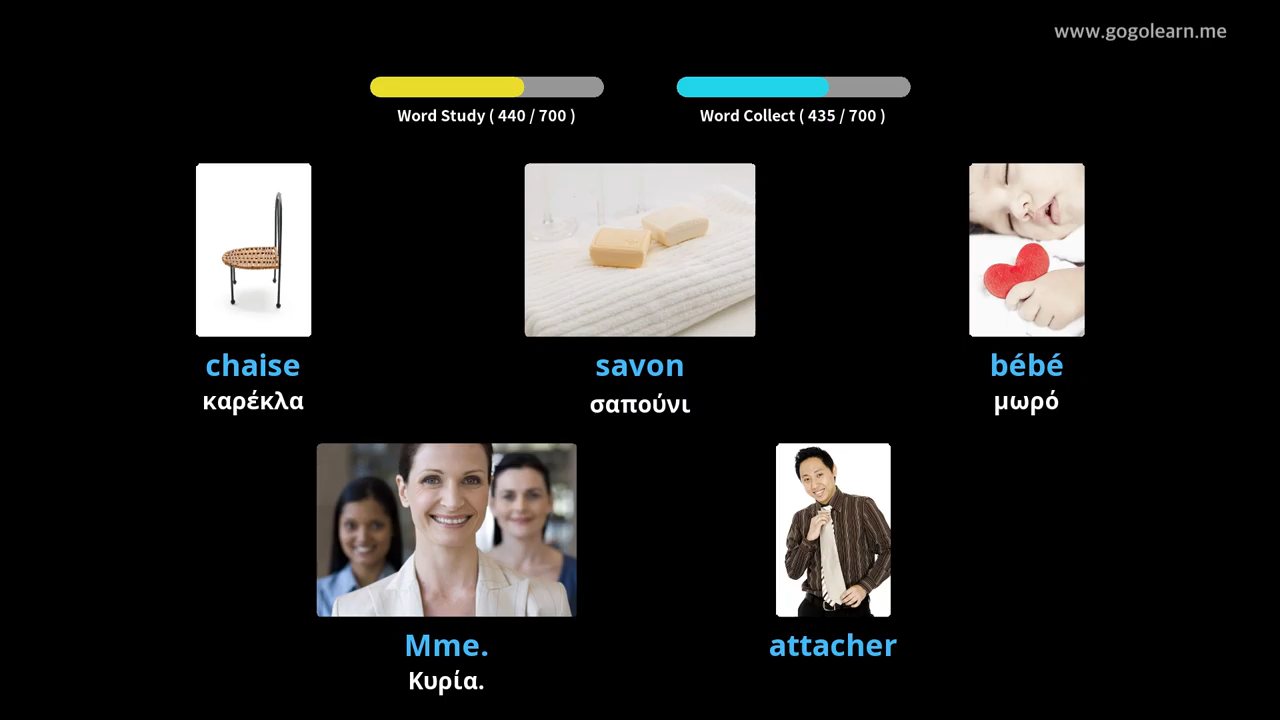 www.gogolearn.me
Word Study ( 440 / 700 )
Word Collect ( 435 / 700 )
chaise
καρέκλα
savon
σαπούνι
bébé
μωρό
Mme.
Κυρία.
attacher